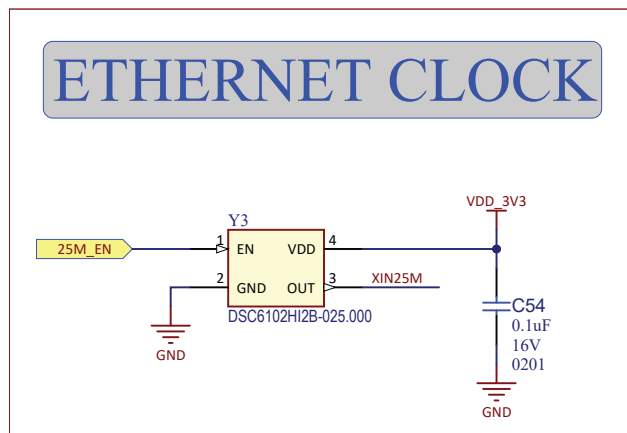 ETHERNET CLOCK
VDD_3V3
Y3
25M_EN
1 EN VDD 4
2 GND OUT 3 XIN25M
DSC6102HI2B-025.000
GND
C54
0.1uF
16V
0201
GND